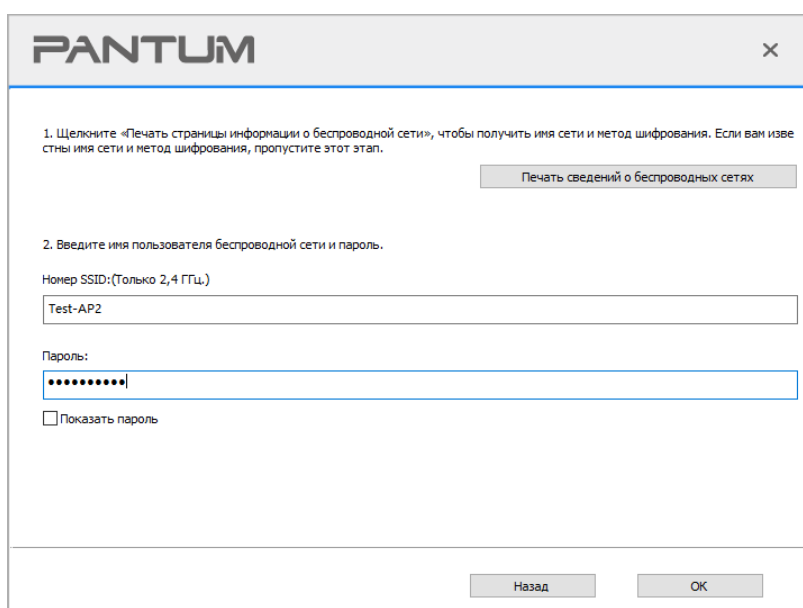 PANTUM
1. Щелкните «Печать страницы информации о беспроводной сети», чтобы получить имя сети и метод шифрования. Если вам изве
стны имя сети и метод шифрования, пропустите этот этап.
Печать сведений о беспроводных сетях
2. Введите имя пользователя беспроводной сети и пароль.
Номер SSID:(Только 2,4 ГГц.)
Test-AP2
Пароль:
••••••••••
Показать пароль
Назад
OK